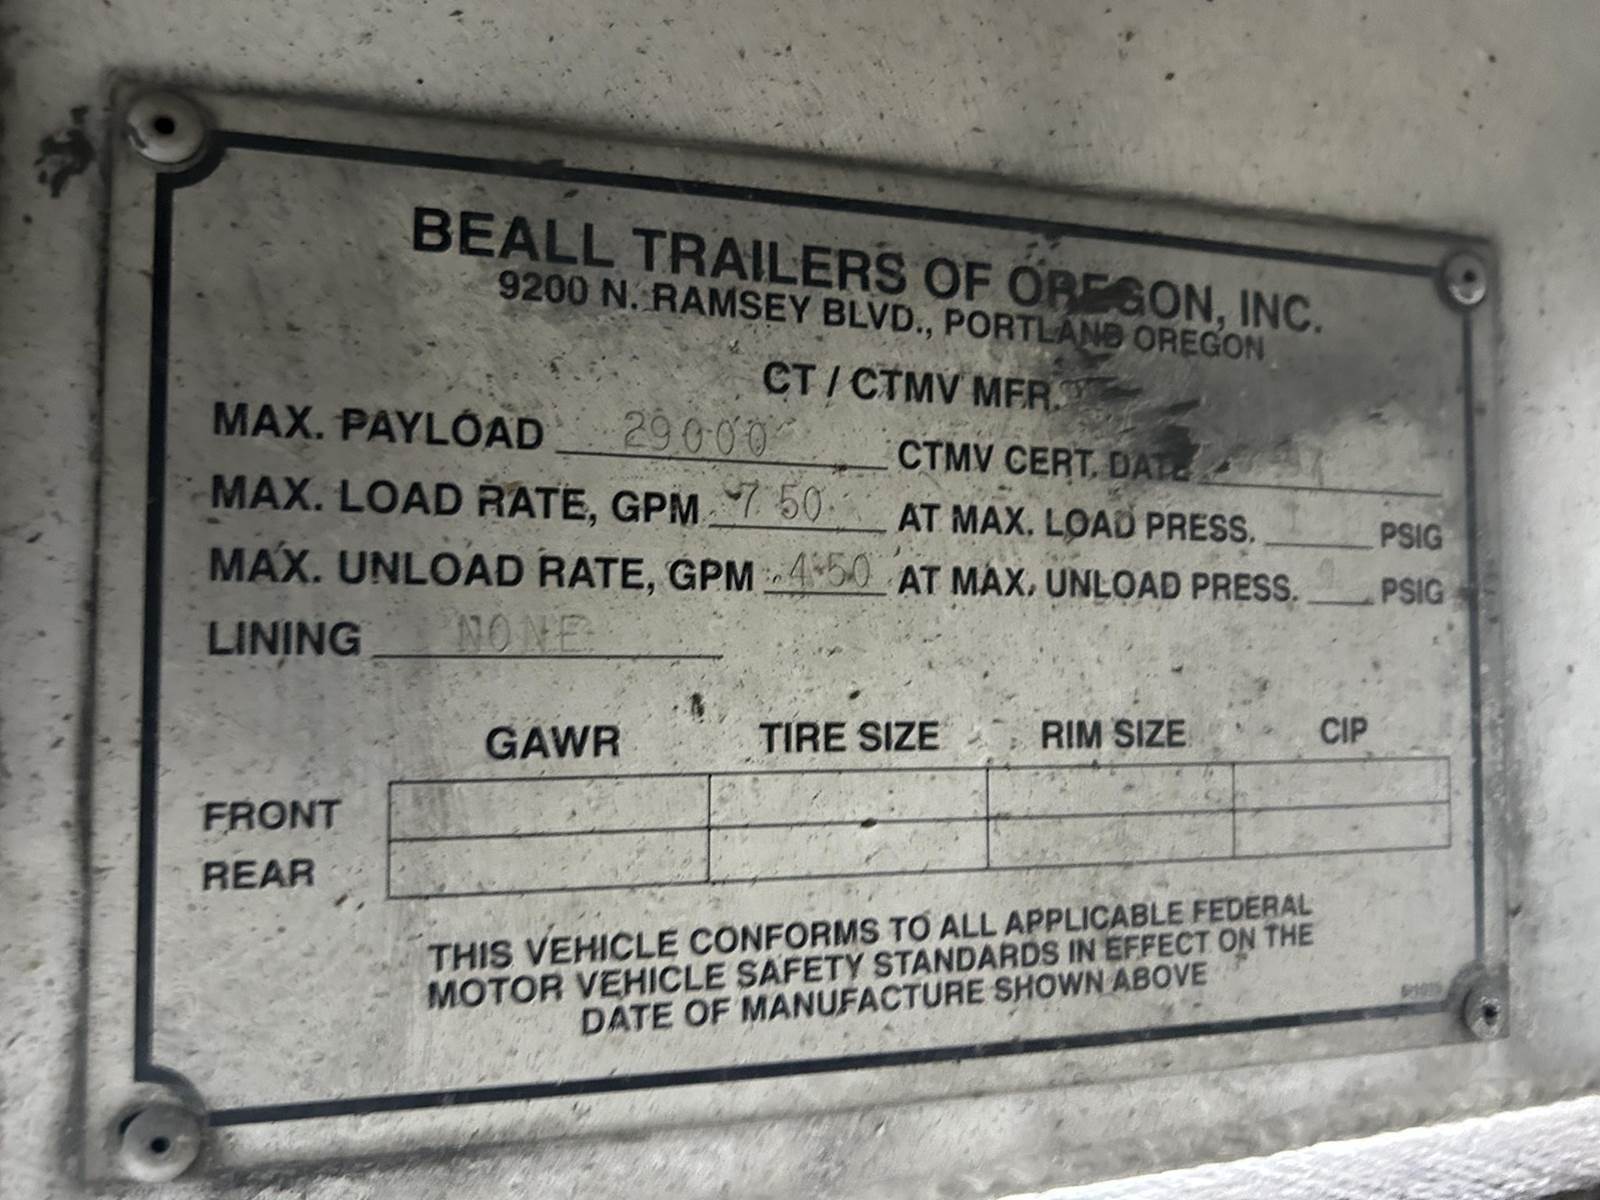 BEALL TRAILERS OF OREGON, INC.
9200 N. RAMSEY BLVD., PORTLAND OREGON
CT / CTMV MFR.
MAX. PAYLOAD 29000 CTMV CERT. DATE
MAX. LOAD RATE, GPM 750 AT MAX. LOAD PRESS. PSIG
MAX. UNLOAD RATE, GPM 450 AT MAX. UNLOAD PRESS. PSIG
LINING NONE
GAWR TIRE SIZE RIM SIZE CIP
FRONT
REAR
THIS VEHICLE CONFORMS TO ALL APPLICABLE FEDERAL
MOTOR VEHICLE SAFETY STANDARDS IN EFFECT ON THE
DATE OF MANUFACTURE SHOWN ABOVE